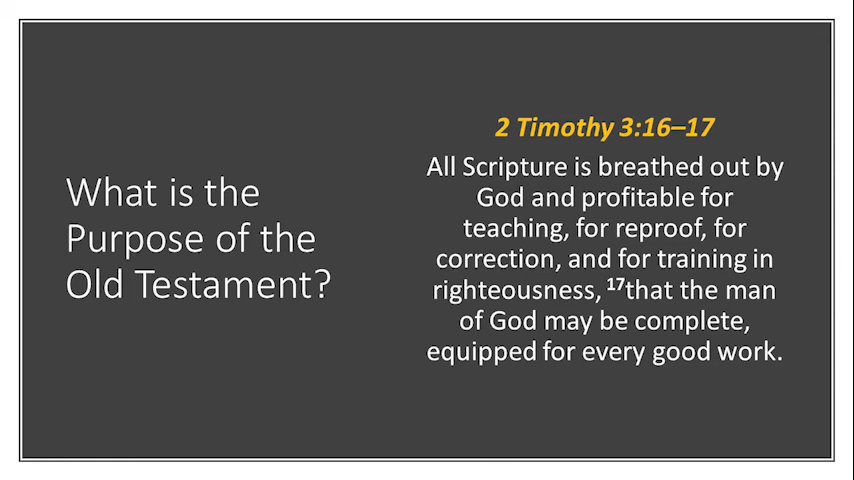 What is the
Purpose of the
Old Testament?
2 Timothy 3:16–17
All Scripture is breathed out by
God and profitable for
teaching, for reproof, for
correction, and for training in
righteousness, ¹⁷that the man
of God may be complete,
equipped for every good work.